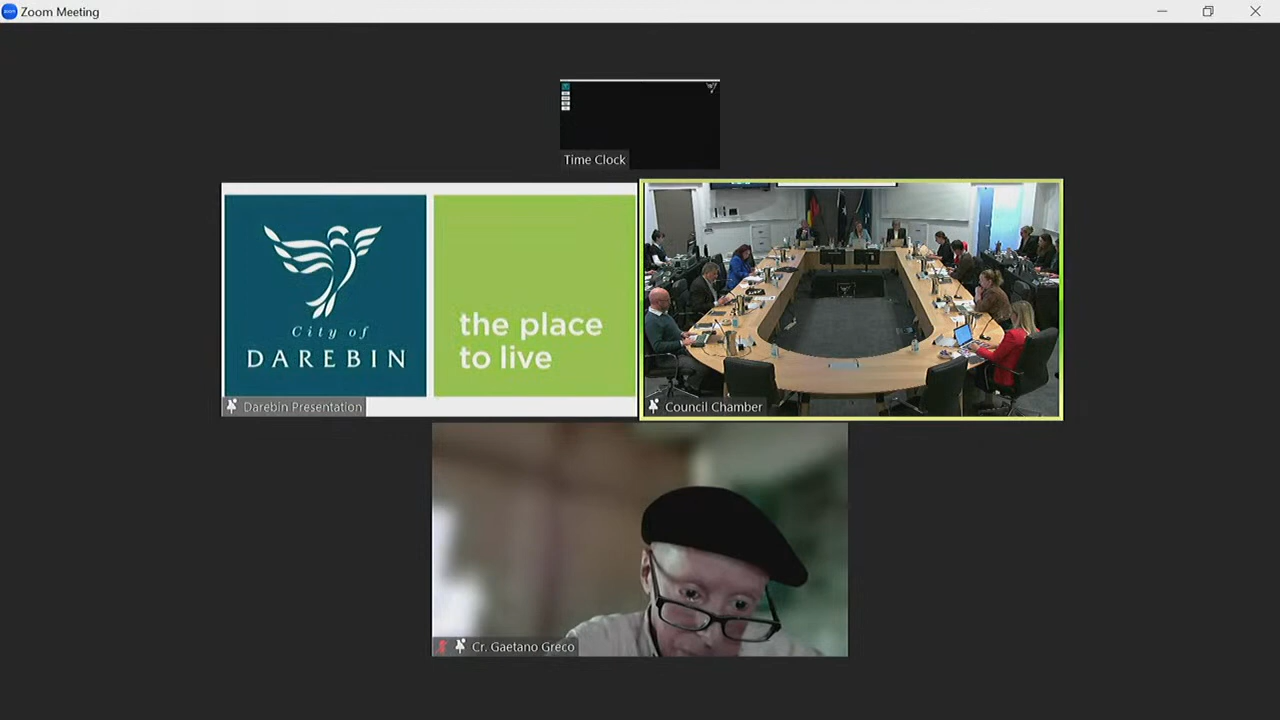 Zoom Meeting
Time Clock
City of
DAREBIN
the place
to live
Darebin Presentation
Council Chamber
Cr. Gaetano Greco